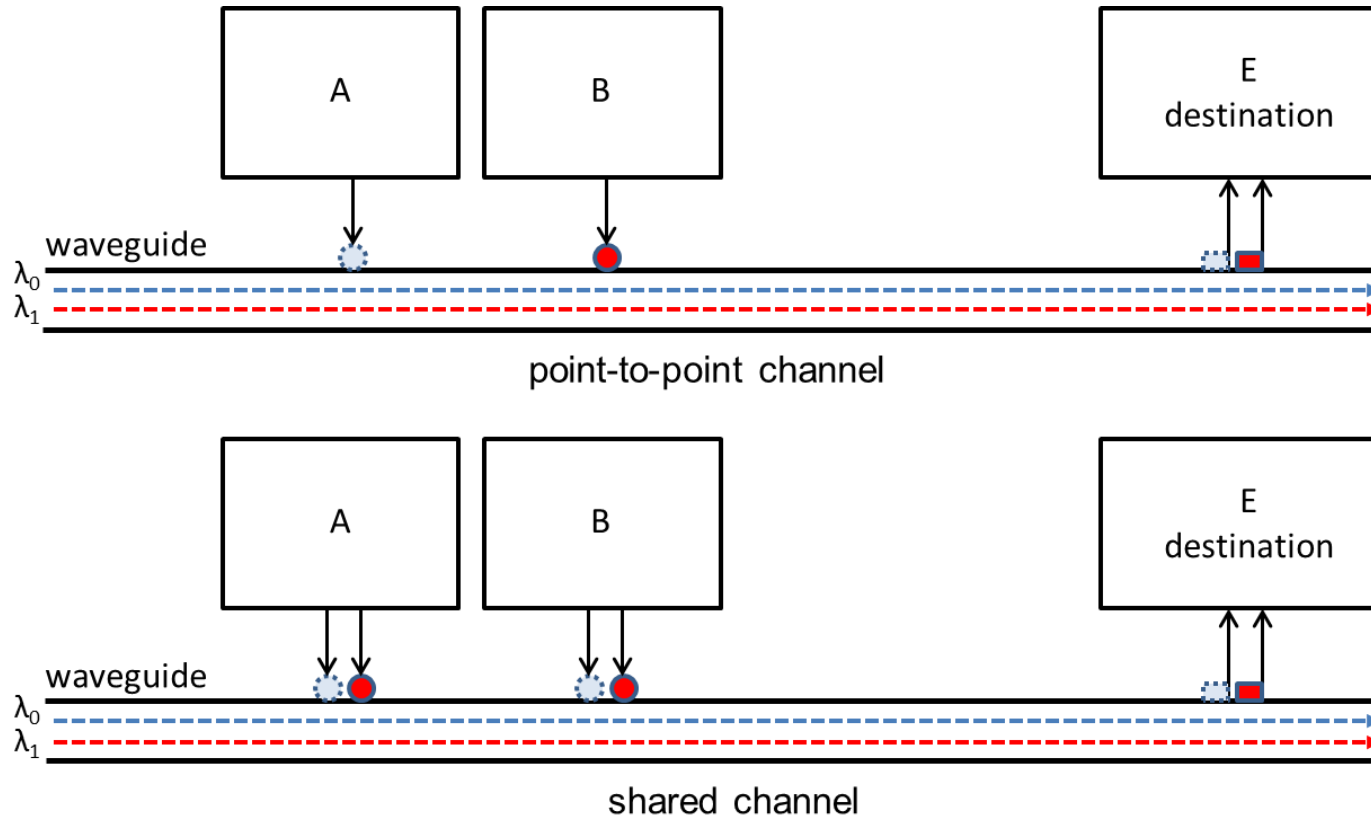 A
B
E
destination
waveguide
λ0
λ1
point-to-point channel
A
B
E
destination
waveguide
λ0
λ1
shared channel